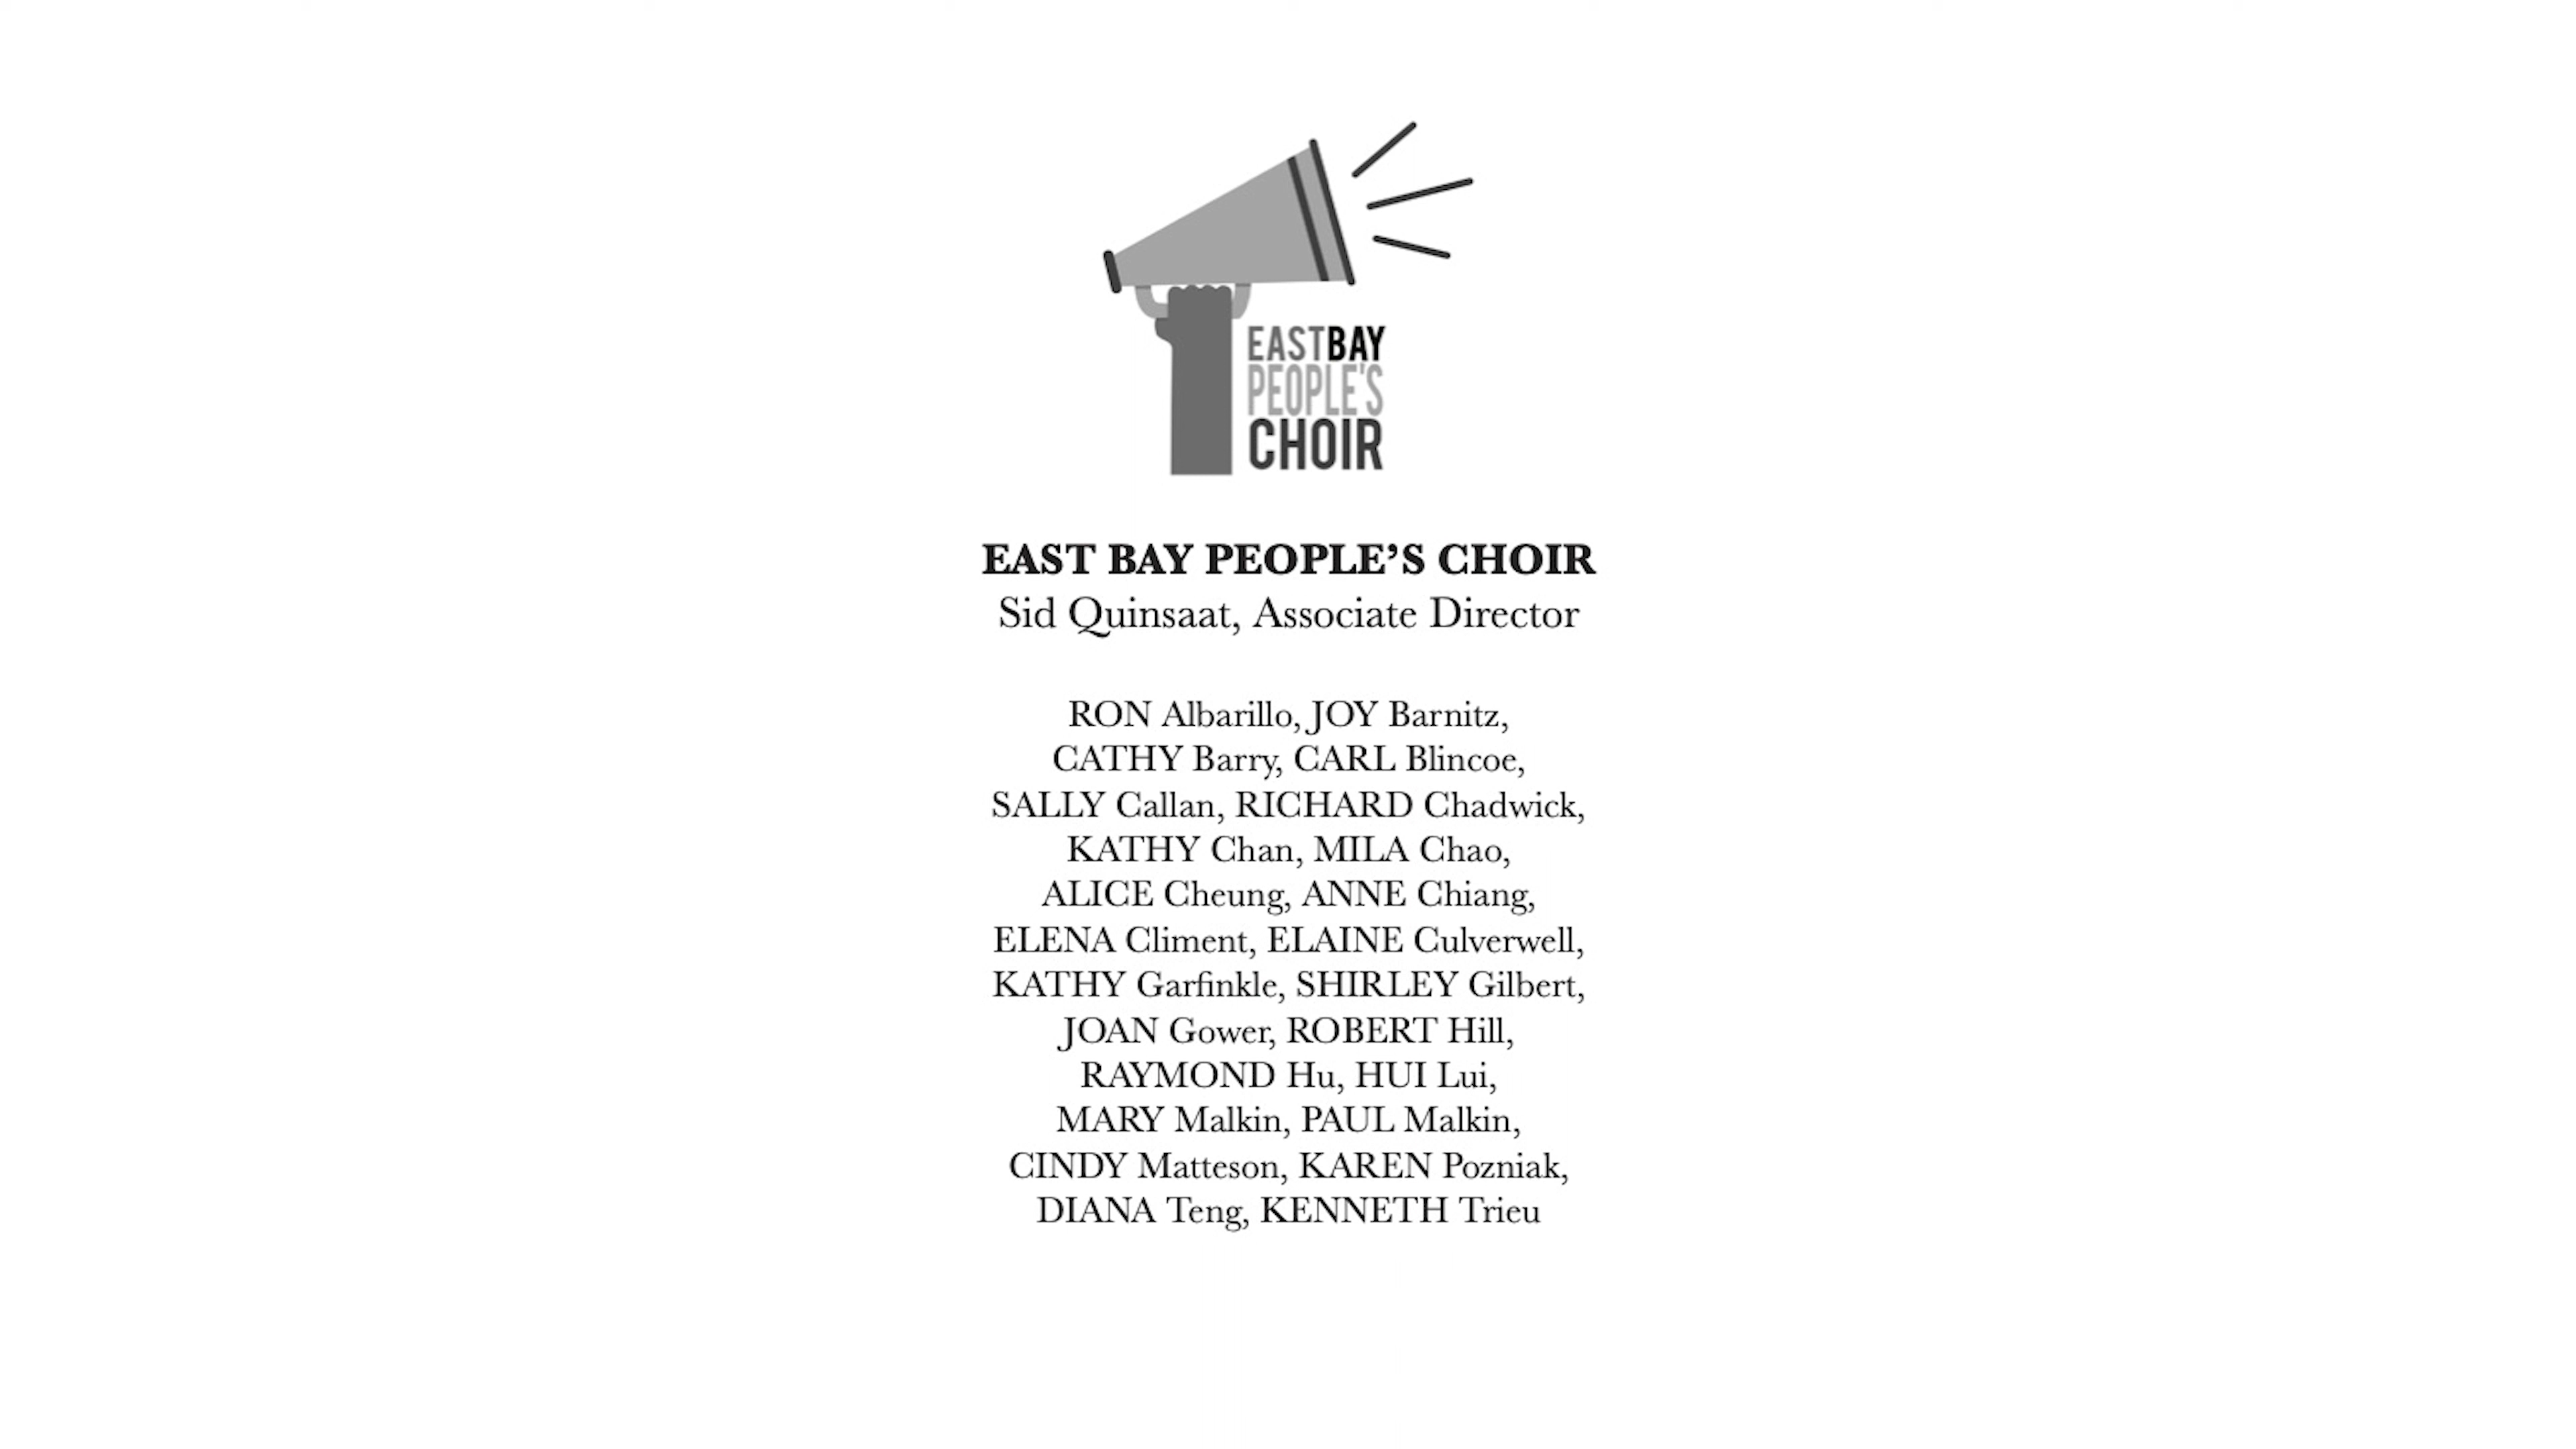 EASTBAY
PEOPLE'S
CHOIR
EAST BAY PEOPLE’S CHOIR
Sid Quinsaat, Associate Director
RON Albarillo, JOY Barnitz,
CATHY Barry, CARL Blincoe,
SALLY Callan, RICHARD Chadwick,
KATHY Chan, MILA Chao,
ALICE Cheung, ANNE Chiang,
ELENA Climent, ELAINE Culverwell,
KATHY Garfinkle, SHIRLEY Gilbert,
JOAN Gower, ROBERT Hill,
RAYMOND Hu, HUI Lui,
MARY Malkin, PAUL Malkin,
CINDY Matteson, KAREN Pozniak,
DIANA Teng, KENNETH Trieu